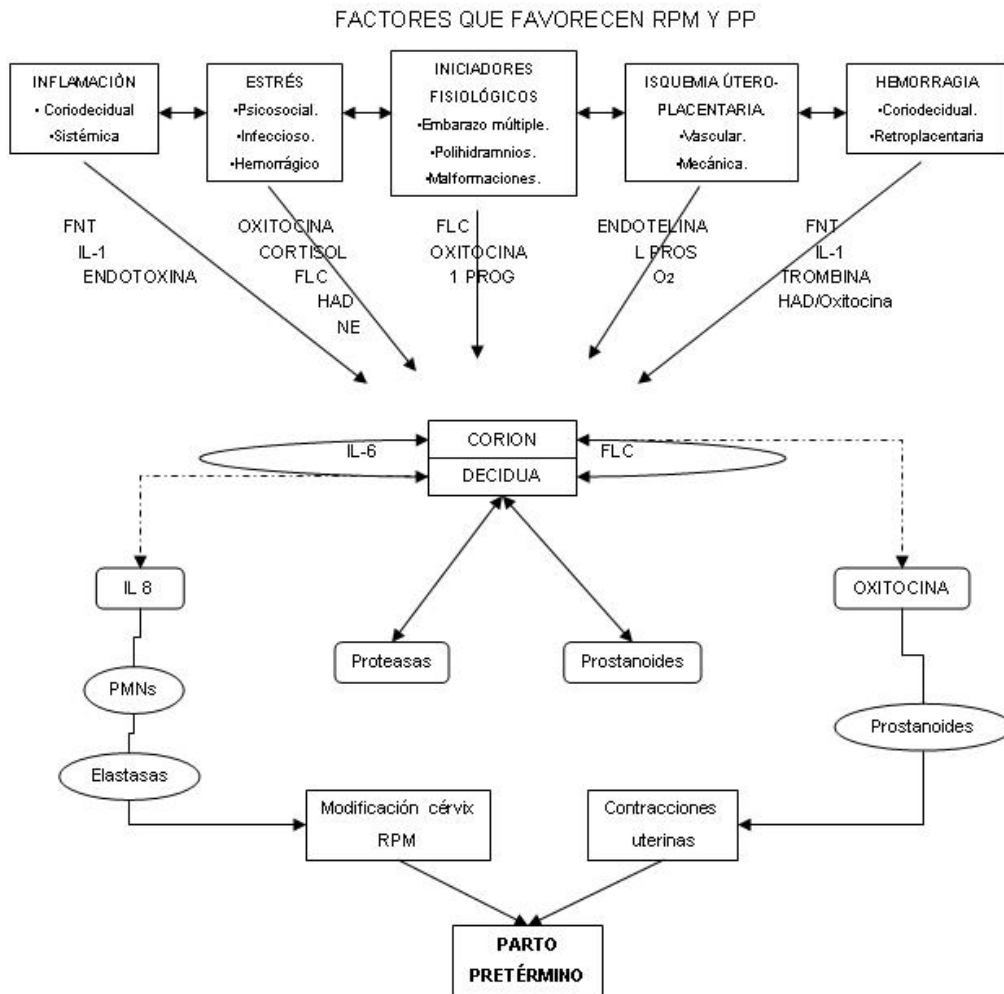 FACTORES QUE FAVORECEN RPM Y PP
INFLAMACIÓN
• Coriodecidual
•Sistémica
ESTRÉS
•Psicosocial.
•Infeccioso.
•Hemorrágico
INICIADORES
FISIOLÓGICOS
•Embarazo múltiple.
•Polihidramnios.
•Malformaciones.
ISQUEMIA ÚTERO-
PLACENTARIA.
•Vascular.
•Mecánica.
HEMORRAGIA
•Coriodecidual.
•Retroplacentaria
FNT
IL-1
ENDOTOXINA
OXITOCINA
CORTISOL
FLC
HAD
NE
FLC
OXITOCINA
1 PROG
ENDOTELINA
L PROS
O2
FNT
IL-1
TROMBINA
HAD/Oxitocina
IL-6
CORION
DECIDUA
FLC
IL 8
OXITOCINA
Proteasas
Prostanoides
PMNs
Prostanoides
Elastasas
Modificación cérvix
RPM
Contracciones
uterinas
PARTO
PRETÉRMINO